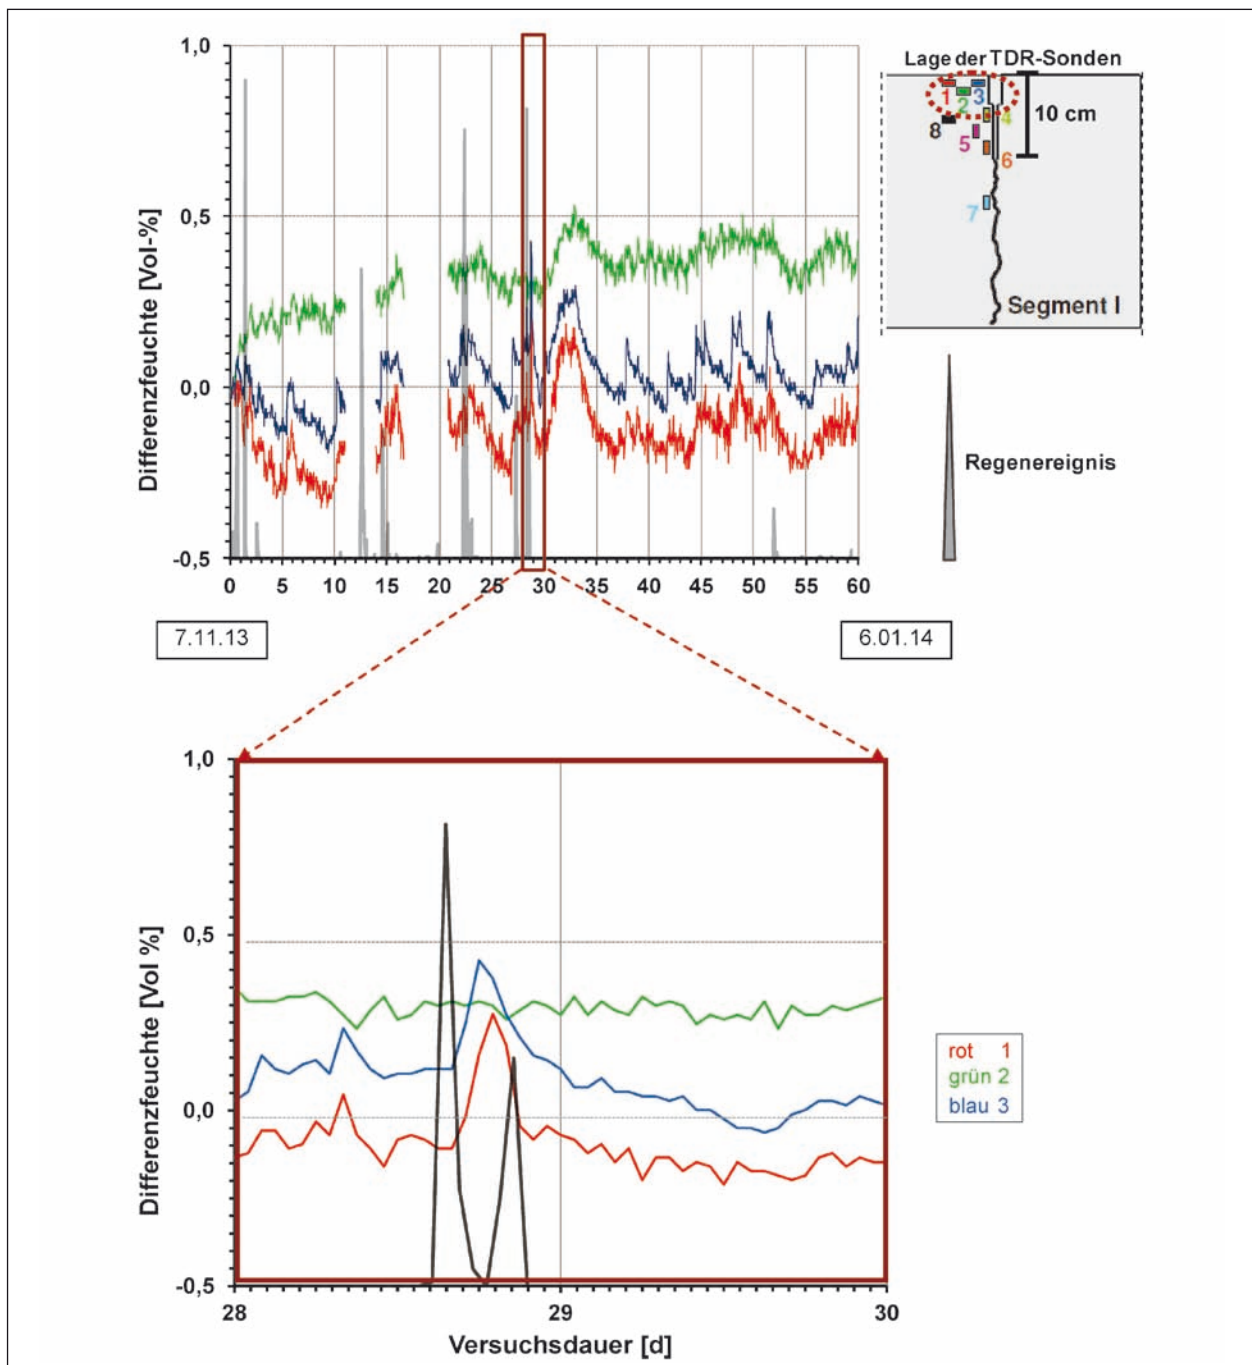 1,0
0,5
0,0
-0,5
Differenzfeuchte [Vol-%]
0 5 10 15 20 25 30 35 40 45 50 55 60
7.11.13
6.01.14
Lage der TDR-Sonden
1
2
3
4
8
5
6
7
10 cm
Segment I
Regenereignis
1,0
0,5
0,0
-0,5
Differenzfeuchte [Vol %]
28 29 30
Versuchsdauer [d]
rot 1
grün 2
blau 3